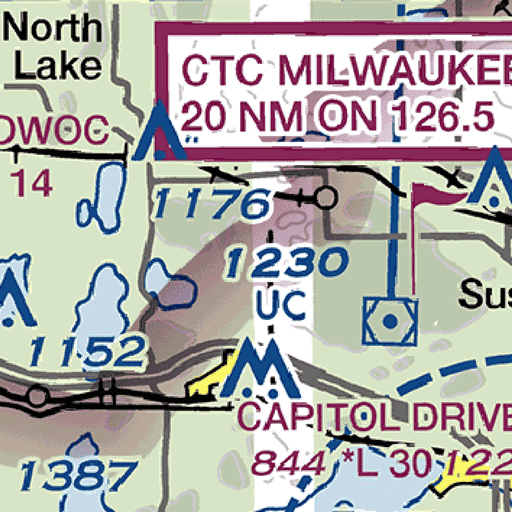 North
Lake
CTC MILWAUKEE
20 NM ON 126.5
OWOC
14
1176
1230
UC
Sus
1152
CAPITOL DRIVE
844 *L 30 122
1387